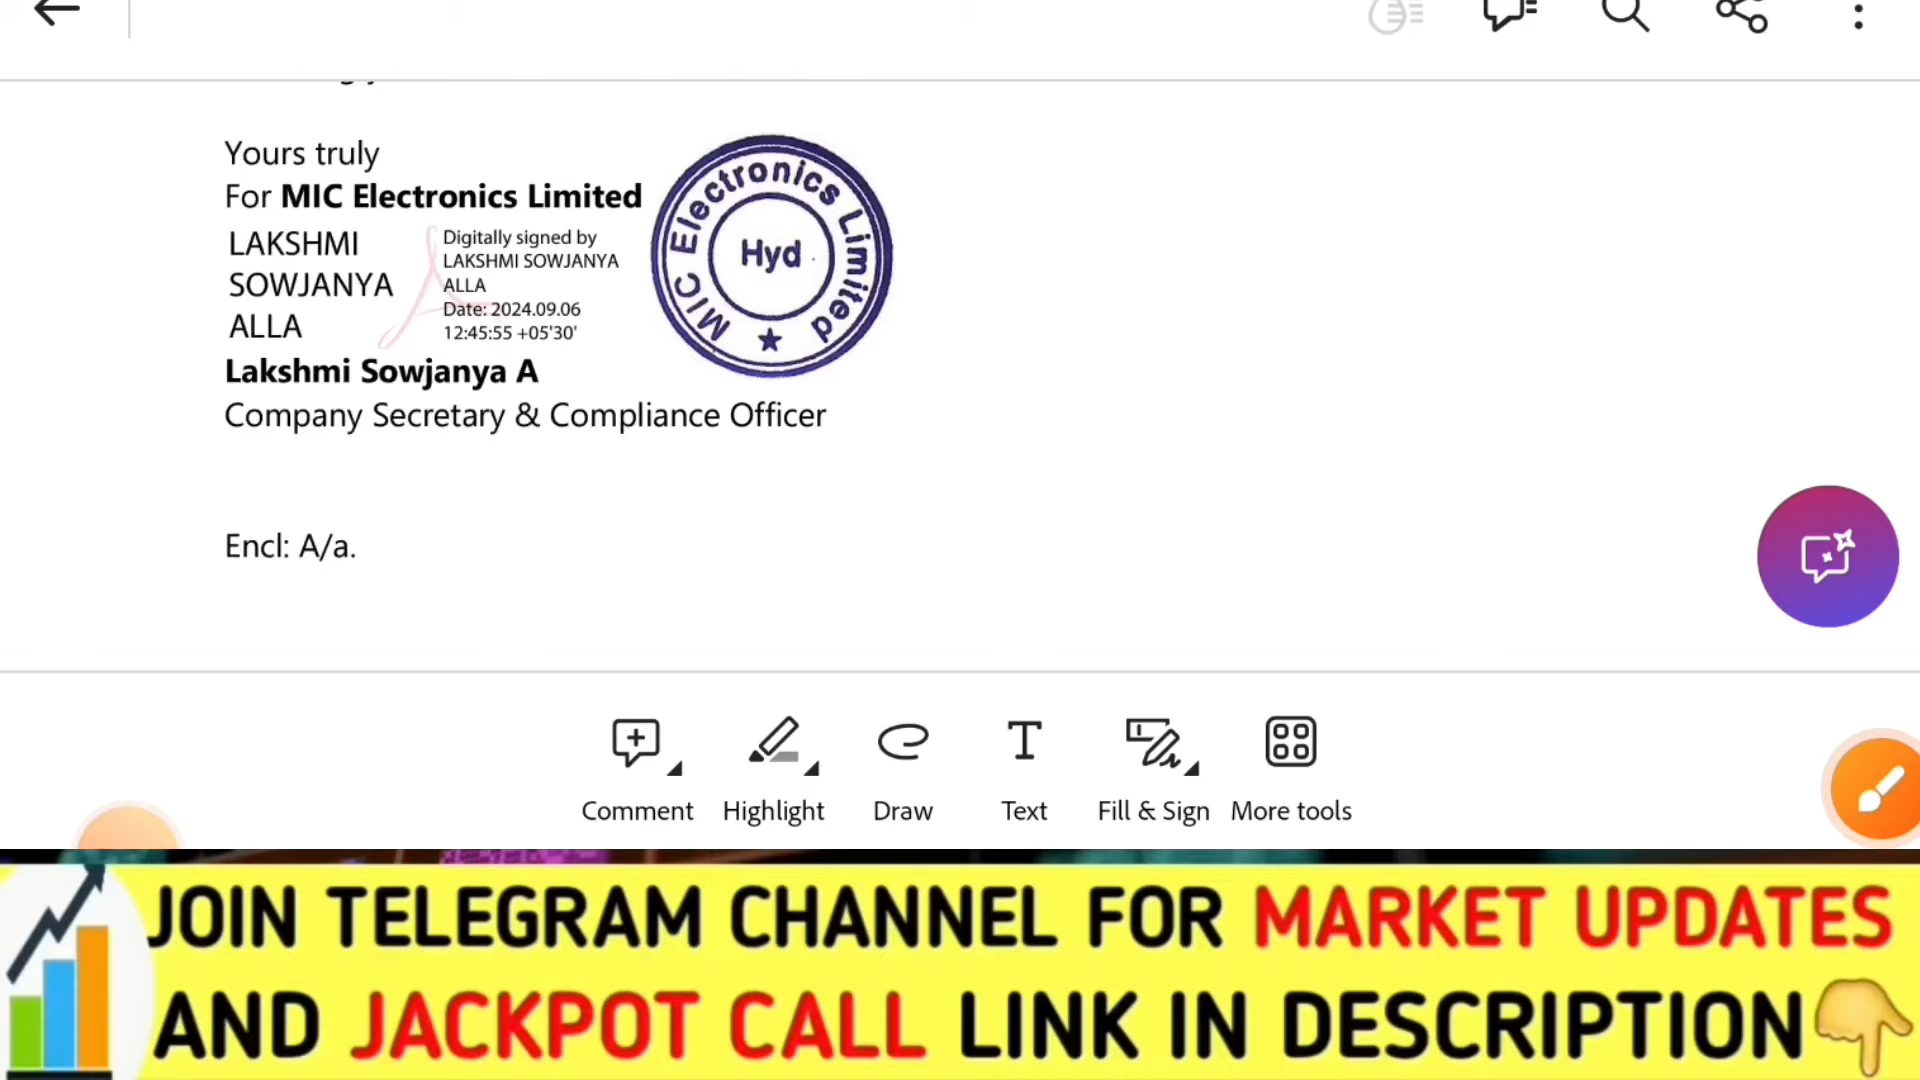 Yours truly
For MIC Electronics Limited
LAKSHMI
SOWJANYA
ALLA
Digitally signed by
LAKSHMI SOWJANYA
ALLA
Date: 2024.09.06
12:45:55 +05'30'
MIC Electronics Limited
Hyd
Lakshmi Sowjanya A
Company Secretary & Compliance Officer
Encl: A/a.
Comment
Highlight
Draw
T
Text
Fill & Sign
More tools
JOIN TELEGRAM CHANNEL FOR MARKET UPDATES
AND JACKPOT CALL LINK IN DESCRIPTION